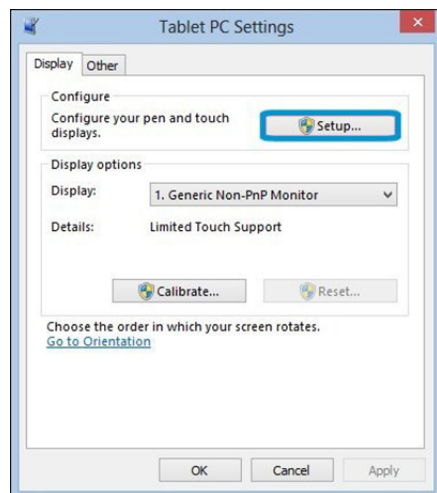 Tablet PC Settings
Display Other
Configure
Configure your pen and touch
displays.
Setup...
Display options
Display: 1. Generic Non-PnP Monitor
Details: Limited Touch Support
Calibrate... Reset...
Choose the order in which your screen rotates.
Go to Orientation
OK Cancel Apply